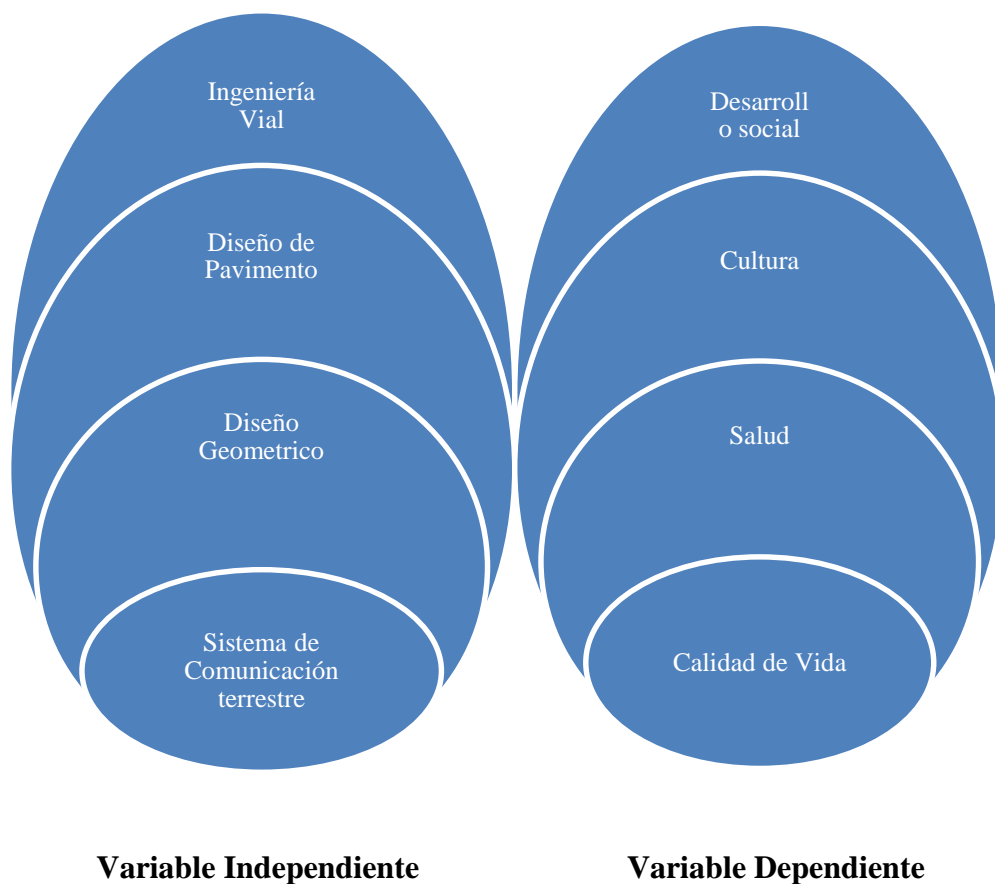 Ingeniería
Vial
Diseño de
Pavimento
Diseño
Geometrico
Sistema de
Comunicación
terrestre
Desarroll
o social
Cultura
Salud
Calidad de Vida
Variable Independiente
Variable Dependiente